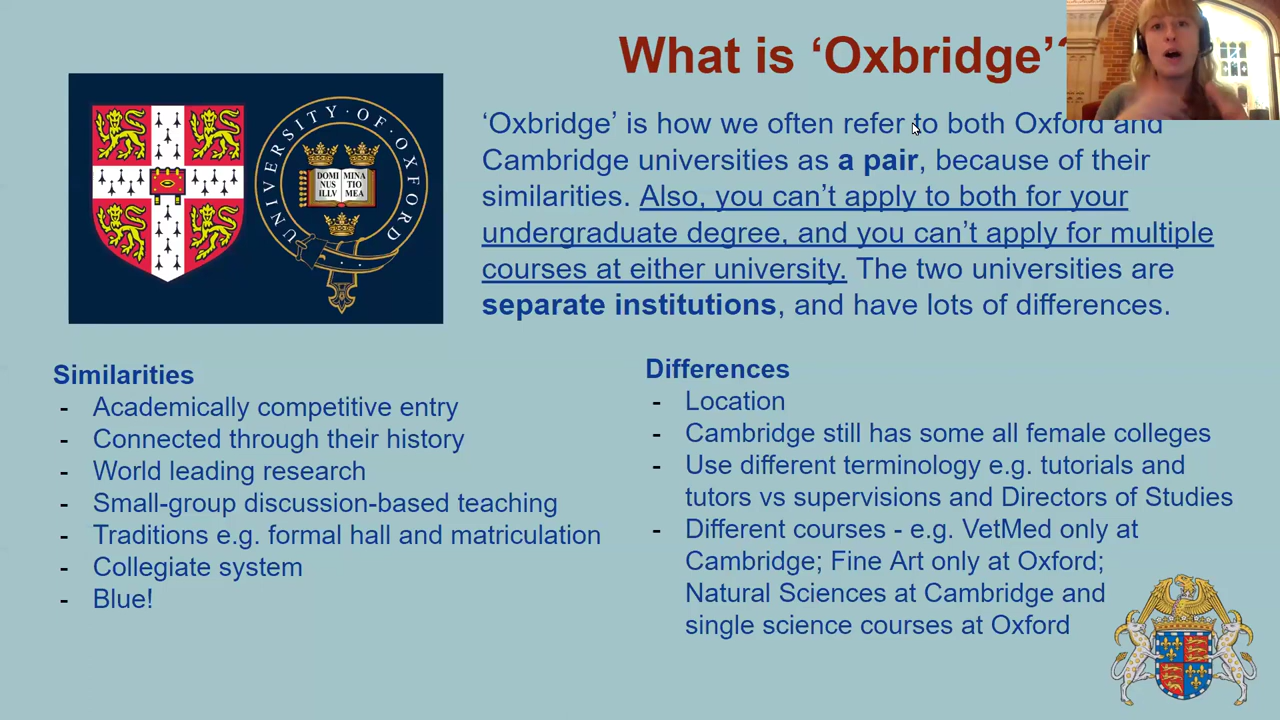 What is ‘Oxbridge’?
UNIVERSITY·OF·OXFORD
DOMI MINA
NUS TIO
ILLV MEA
‘Oxbridge’ is how we often refer to both Oxford and
Cambridge universities as a pair, because of their
similarities. Also, you can’t apply to both for your
undergraduate degree, and you can’t apply for multiple
courses at either university. The two universities are
separate institutions, and have lots of differences.
Similarities
- Academically competitive entry
- Connected through their history
- World leading research
- Small-group discussion-based teaching
- Traditions e.g. formal hall and matriculation
- Collegiate system
- Blue!
Differences
- Location
- Cambridge still has some all female colleges
- Use different terminology e.g. tutorials and
tutors vs supervisions and Directors of Studies
- Different courses - e.g. VetMed only at
Cambridge; Fine Art only at Oxford;
Natural Sciences at Cambridge and
single science courses at Oxford